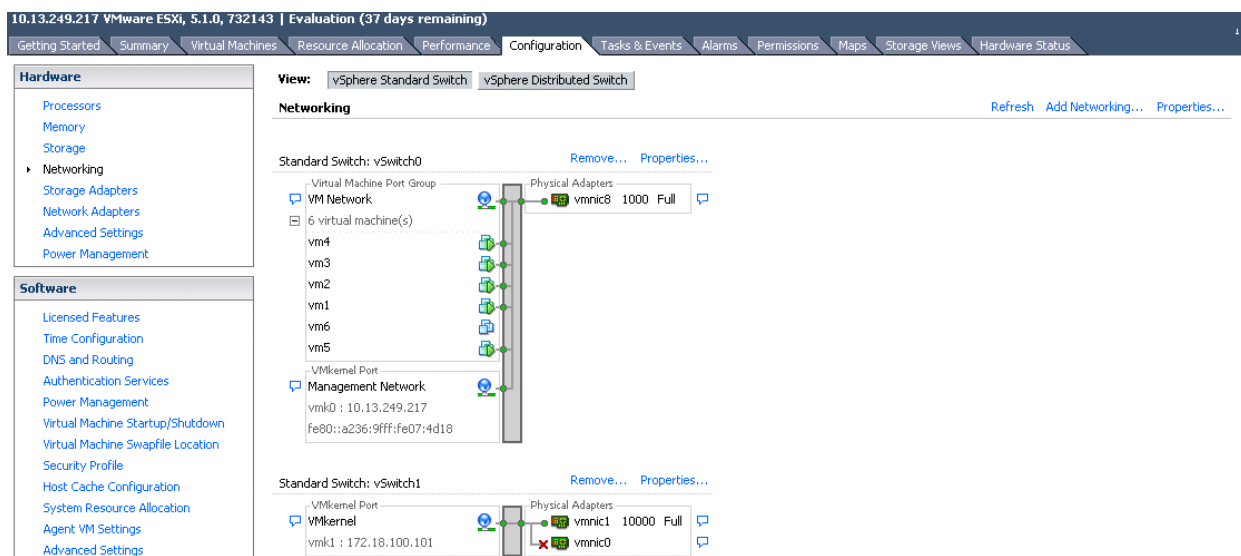 10.13.249.217 VMware ESXi, 5.1.0, 732143 | Evaluation (37 days remaining)
Getting Started Summary Virtual Machines Resource Allocation Performance Configuration Tasks & Events Alarms Permissions Maps Storage Views Hardware Status
Hardware
Processors
Memory
Storage
Networking
Storage Adapters
Network Adapters
Advanced Settings
Power Management
Software
Licensed Features
Time Configuration
DNS and Routing
Authentication Services
Power Management
Virtual Machine Startup/Shutdown
Virtual Machine Swapfile Location
Security Profile
Host Cache Configuration
System Resource Allocation
Agent VM Settings
Advanced Settings
View: vSphere Standard Switch vSphere Distributed Switch
Networking
Refresh Add Networking... Properties...
Standard Switch: vSwitch0 Remove... Properties...
Virtual Machine Port Group Physical Adapters
VM Network vmnic8 1000 Full
6 virtual machine(s)
vm4
vm3
vm2
vm1
vm6
vm5
VMkernel Port
Management Network
vmk0 : 10.13.249.217
fe80::a236:9fff:fe07:4d18
Standard Switch: vSwitch1 Remove... Properties...
VMkernel Port Physical Adapters
VMkernel vmnic1 10000 Full
vmk1 : 172.18.100.101 vmnic0